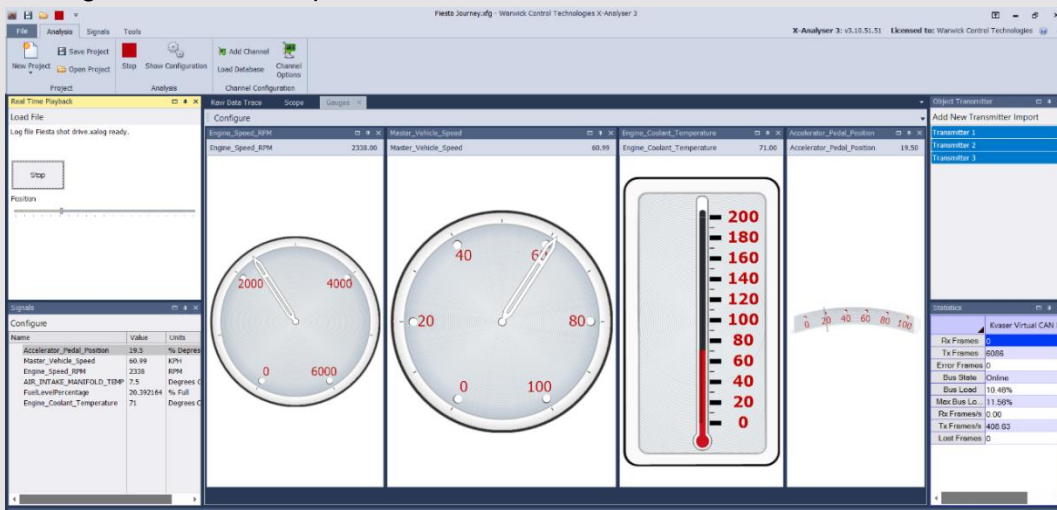 Fiesta Journey.xfg - Warwick Control Technologies X-Analyser 3
File Analysis Signals Tools
X-Analyser 3: v3.10.51.51 Licensed to: Warwick Control Technologies
New Project
Save Project
Open Project
Stop
Show Configuration
Add Channel
Load Database
Channel Options
Project
Analysis
Channel Configuration
Real Time Playback
Load File
Log file Fiesta shot drive.xalog ready.
Stop
Position
Signals
Configure
Name Value Units
Accelerator_Pedal_Position 19.5 % Depres
Master_Vehicle_Speed 60.99 KPH
Engine_Speed_RPM 2338 RPM
AIR_INTAKE_MANIFOLD_TEMP 7.5 Degrees C
FuelLevelPercentage 20.392164 % Full
Engine_Coolant_Temperature 71 Degrees C
Raw Data Trace Scope Gauges
Configure
Engine_Speed_RPM
Engine_Speed_RPM 2338.00
2000 4000
0 6000
Master_Vehicle_Speed
Master_Vehicle_Speed 60.99
40 60
20 80
0 100
Engine_Coolant_Temperature
Engine_Coolant_Temperature 71.00
200
180
160
140
120
100
80
60
40
20
0
Accelerator_Pedal_Position
Accelerator_Pedal_Position 19.50
0 20 40 60 80 100
Object Transmitter
Add New Transmitter Import
Transmitter 1
Transmitter 2
Transmitter 3
Statistics
Kvaser Virtual CAN
Rx Frames 0
Tx Frames 6086
Error Frames 0
Bus State Online
Bus Load 10.46%
Max Bus Lo... 11.56%
Rx Frames/s 0.00
Tx Frames/s 408.63
Lost Frames 0